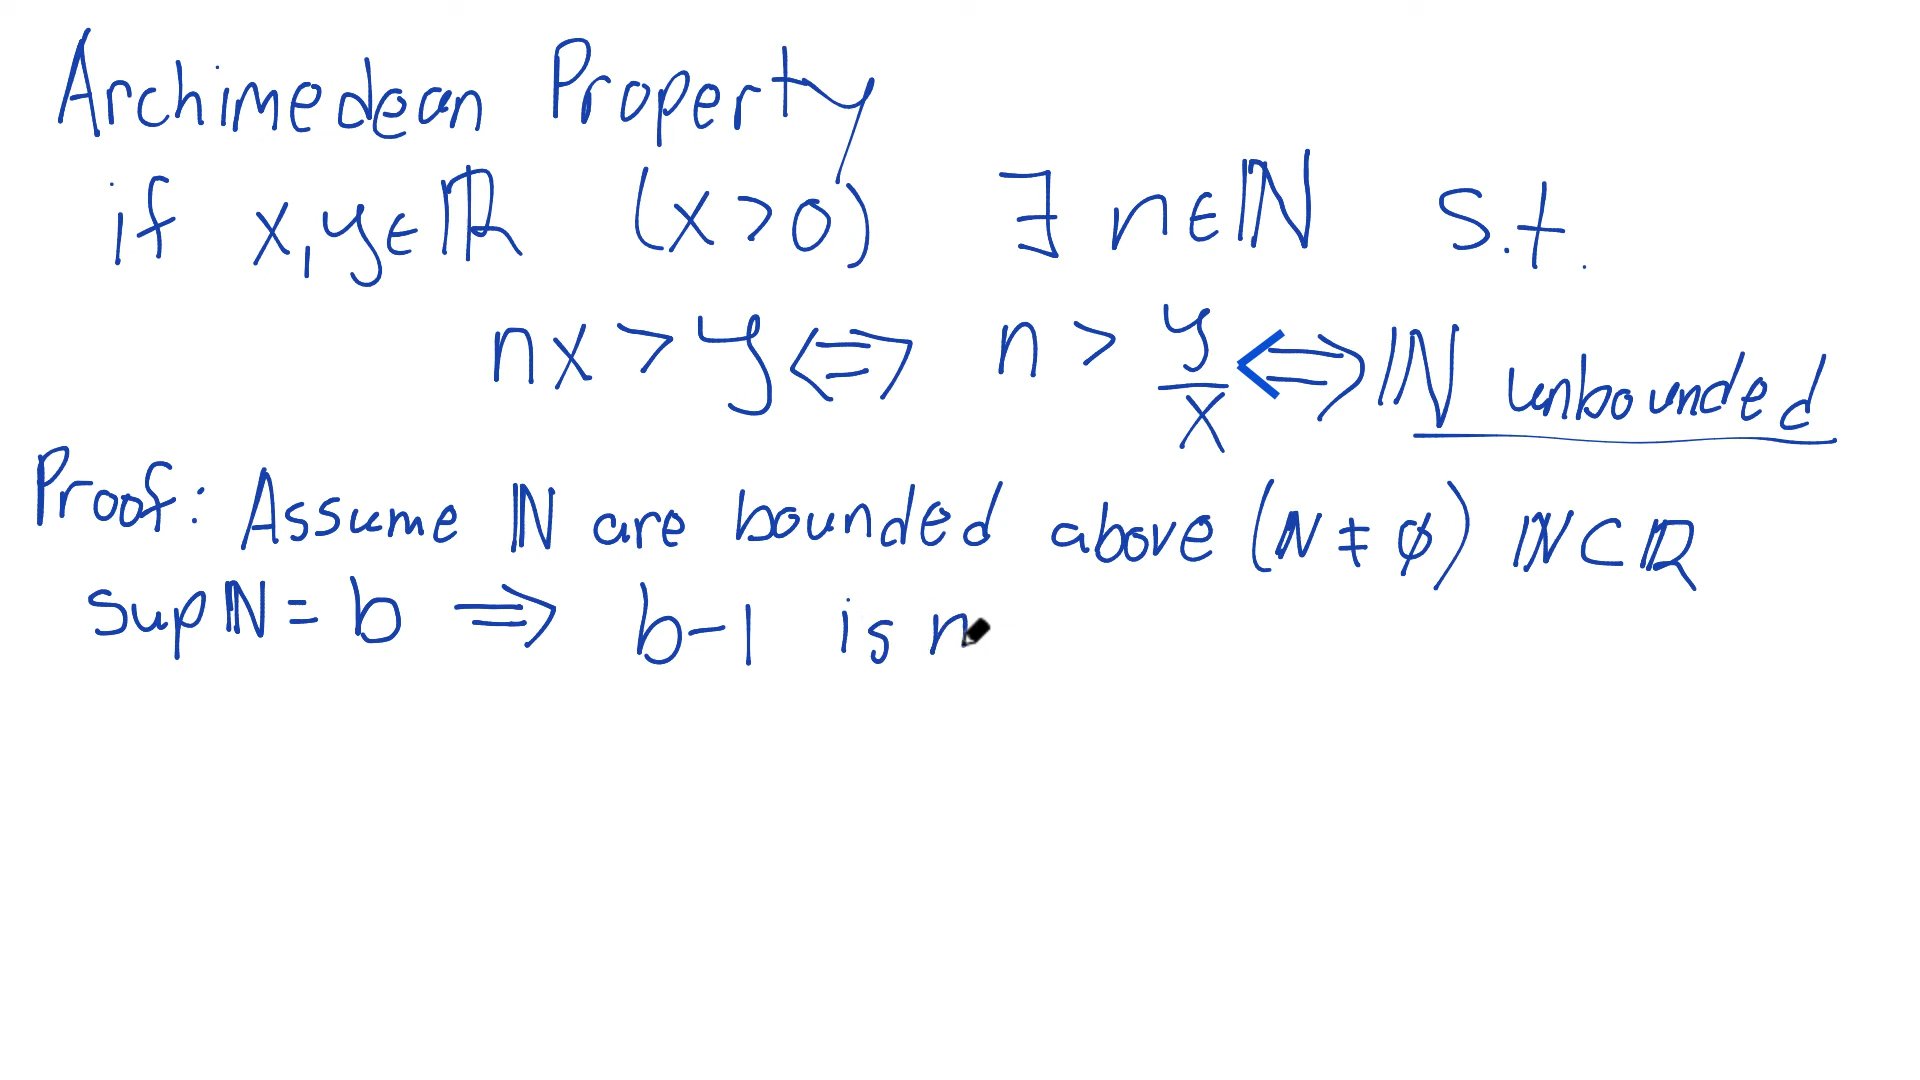 Archimedean Property
if x,y∈ℝ (x>0) ∃ n∈ℕ s.t.
nx > y ⇔ n > y/x ⇔ ℕ unbounded
Proof: Assume ℕ are bounded above (ℕ ≠ ∅) ℕ⊂ℝ
sup ℕ = b ⇒ b-1 is n